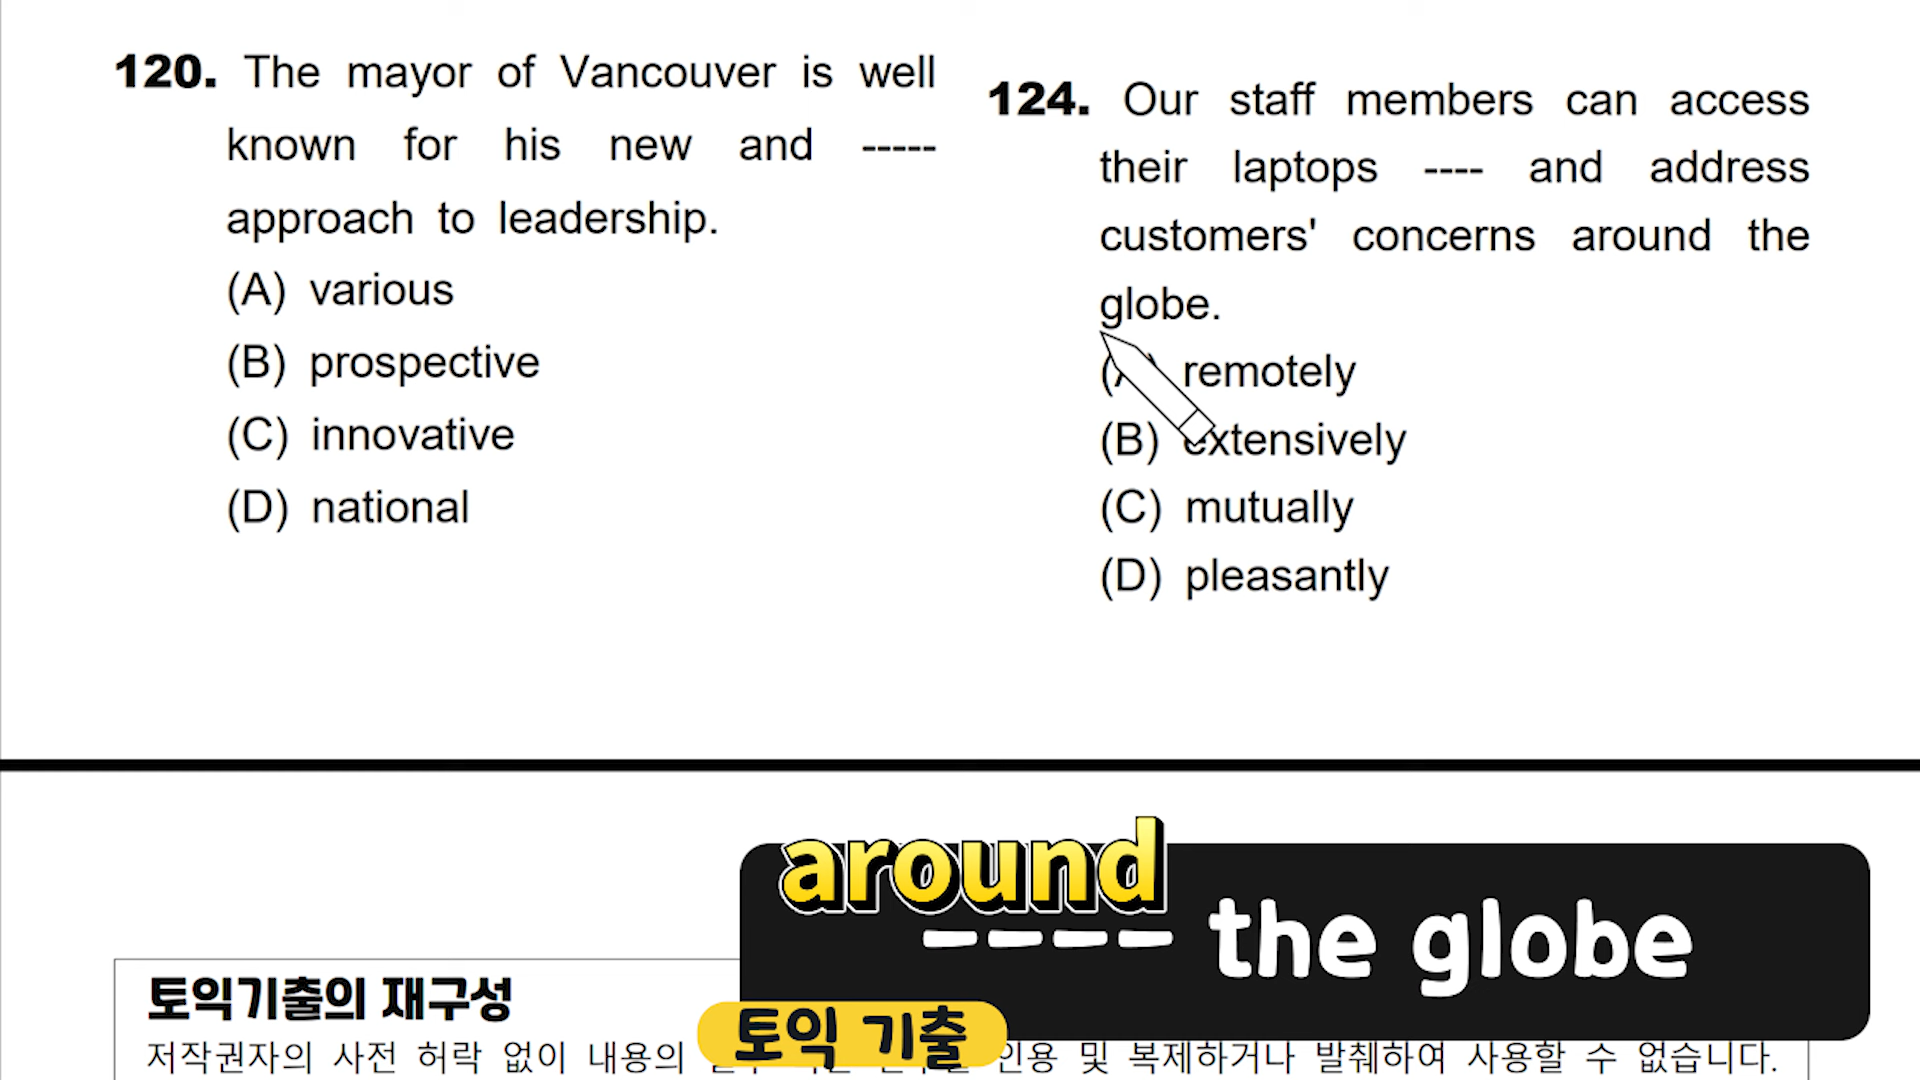 120. The mayor of Vancouver is well
known for his new and -----
approach to leadership.
(A) various
(B) prospective
(C) innovative
(D) national
124. Our staff members can access
their laptops ---- and address
customers' concerns around the
globe.
remotely
(B) extensively
(C) mutually
(D) pleasantly
around
---- the globe
토익 기출
토익기출의 재구성
저작권자의 사전 허락 없이 내용의 인용 및 복제하거나 발췌하여 사용할 수 없습니다.